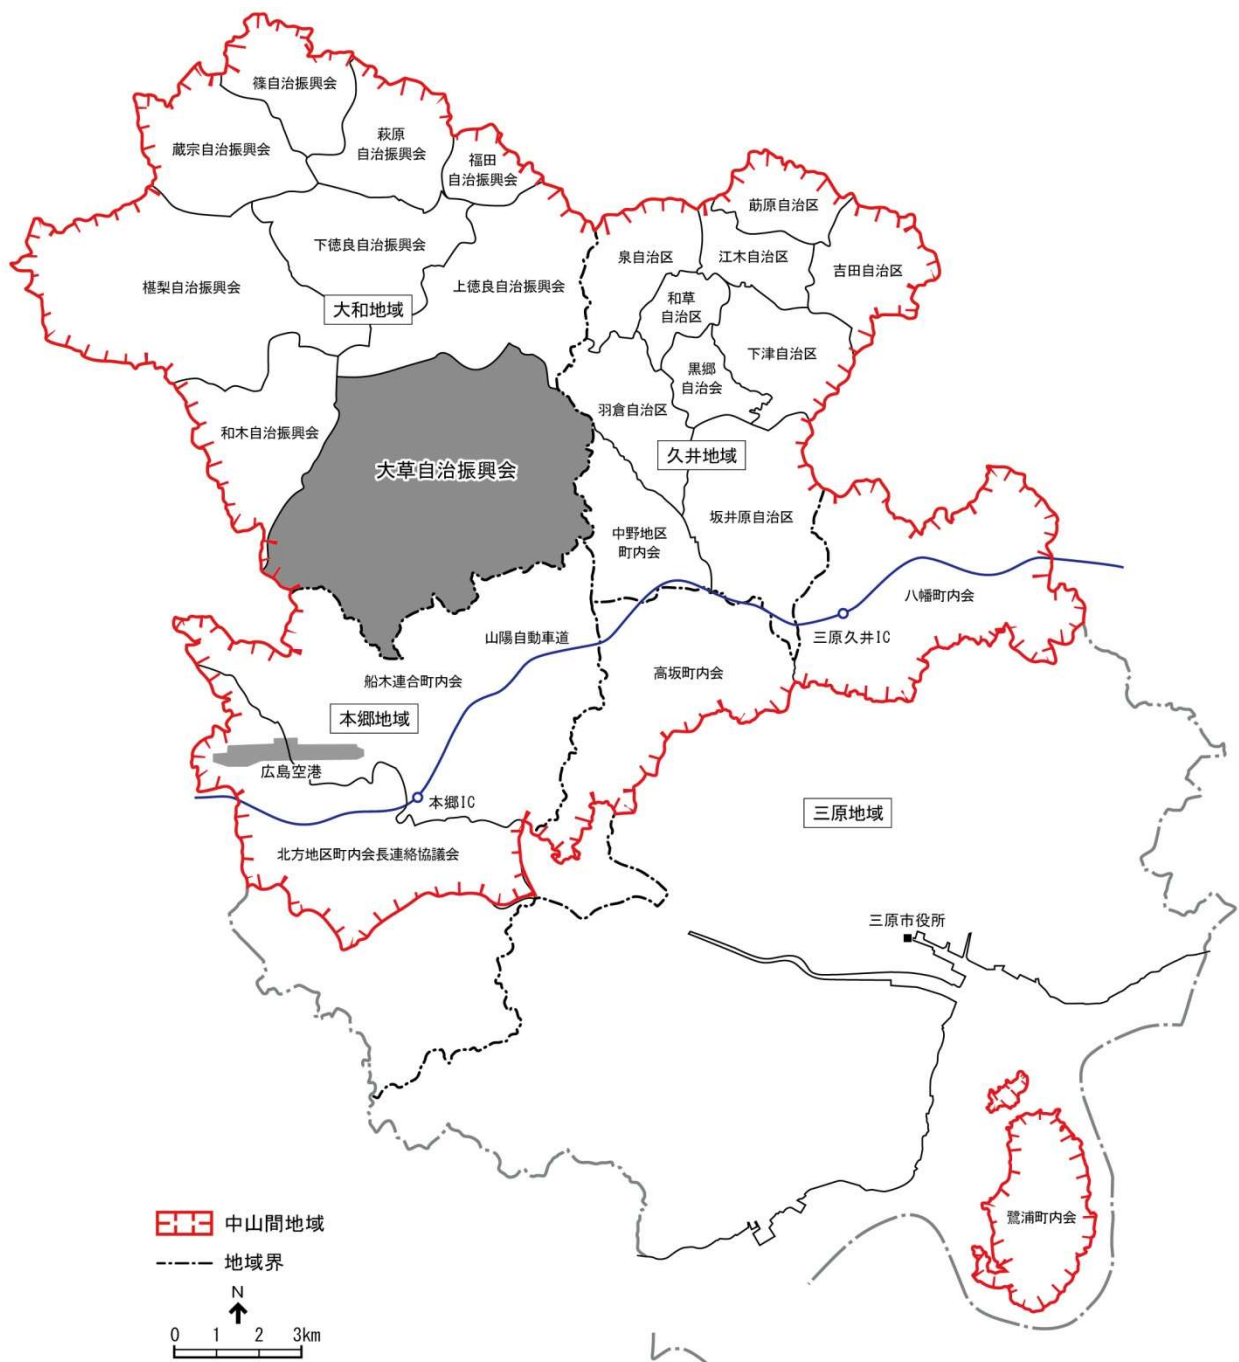 篠自治振興会
萩原
自治振興会
蔵宗自治振興会
福田
自治振興会
莇原自治区
下徳良自治振興会
泉自治区
江木自治区
吉田自治区
椹梨自治振興会
上徳良自治振興会
大和地域
和草
自治区
下津自治区
黒郷
自治会
羽倉自治区
和木自治振興会
久井地域
大草自治振興会
坂井原自治区
中野地区
町内会
八幡町内会
山陽自動車道
三原久井IC
高坂町内会
船木連合町内会
本郷地域
広島空港
本郷IC
三原地域
北方地区町内会長連絡協議会
三原市役所
鷺浦町内会
中山間地域
地域界
N
0 1 2 3km